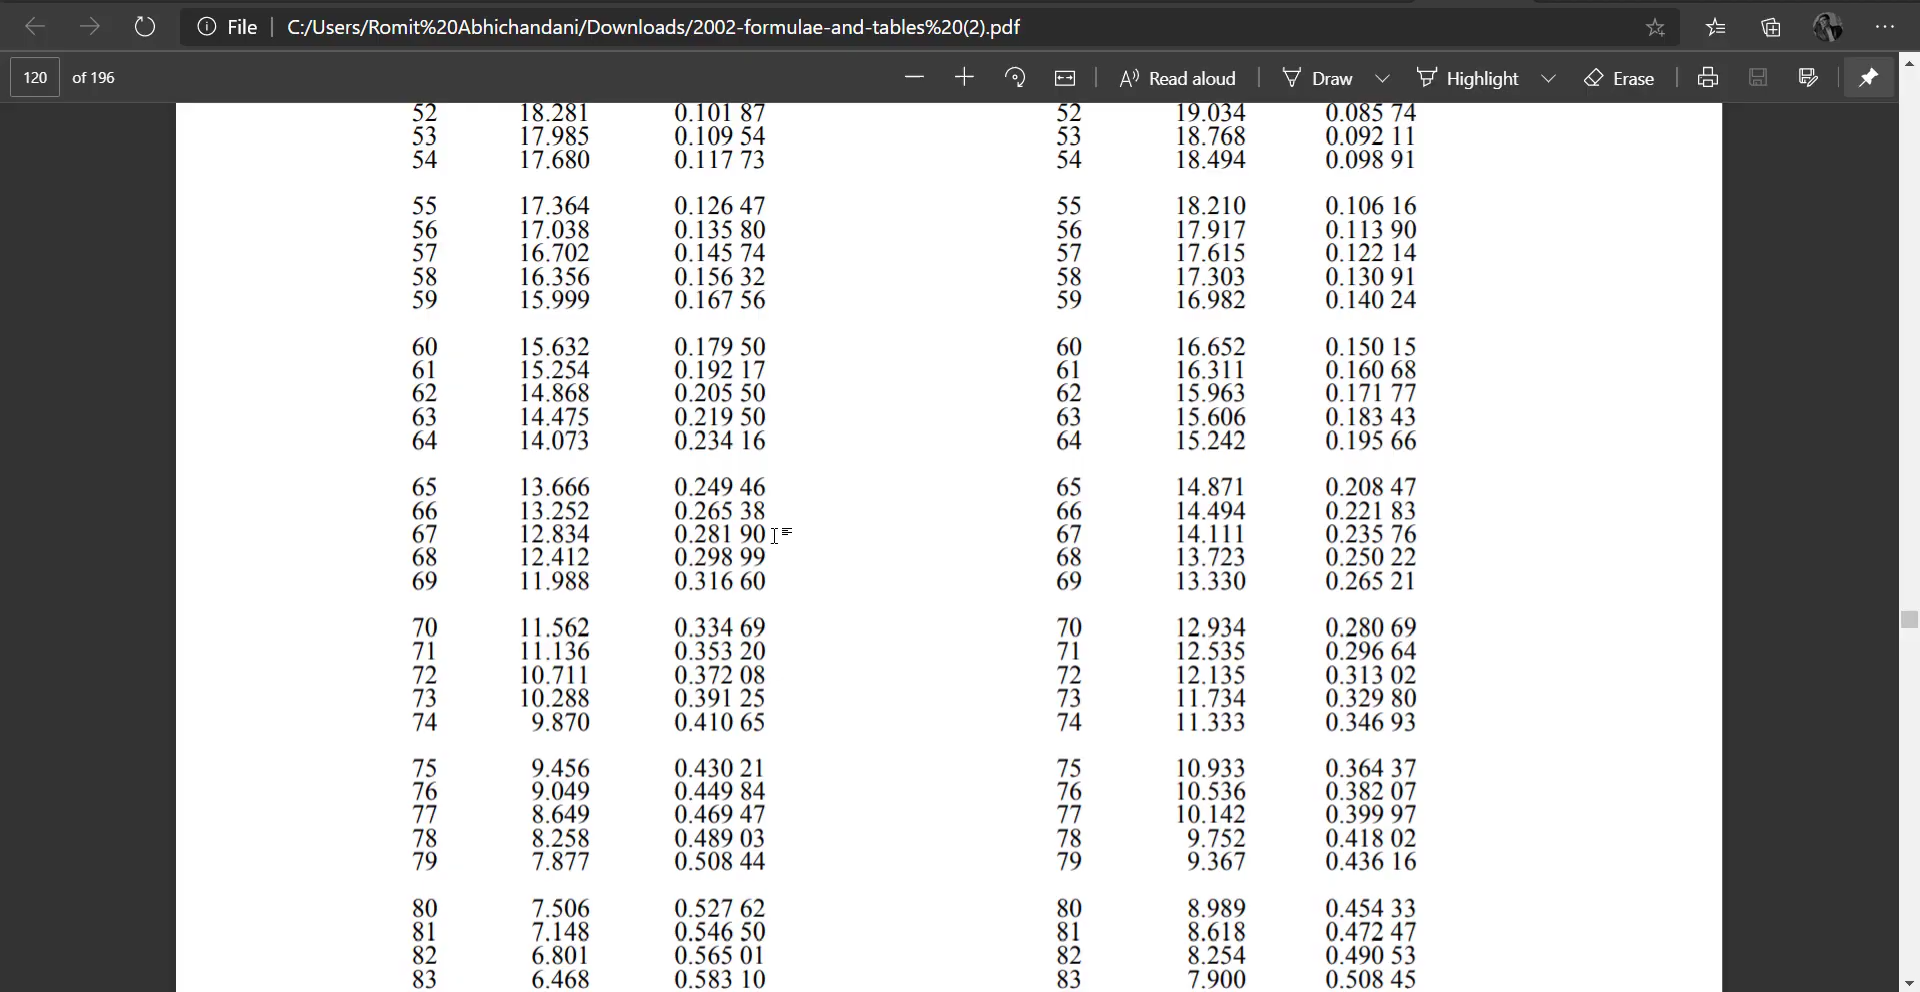 File C:/Users/Romit%20Abhichandani/Downloads/2002-formulae-and-tables%20(2).pdf
120 of 196 Read aloud Draw Highlight Erase
52 18.281 0.101 87 52 19.034 0.085 74
53 17.985 0.109 54 53 18.768 0.092 11
54 17.680 0.117 73 54 18.494 0.098 91
55 17.364 0.126 47 55 18.210 0.106 16
56 17.038 0.135 80 56 17.917 0.113 90
57 16.702 0.145 74 57 17.615 0.122 14
58 16.356 0.156 32 58 17.303 0.130 91
59 15.999 0.167 56 59 16.982 0.140 24
60 15.632 0.179 50 60 16.652 0.150 15
61 15.254 0.192 17 61 16.311 0.160 68
62 14.868 0.205 50 62 15.963 0.171 77
63 14.475 0.219 50 63 15.606 0.183 43
64 14.073 0.234 16 64 15.242 0.195 66
65 13.666 0.249 46 65 14.871 0.208 47
66 13.252 0.265 38 66 14.494 0.221 83
67 12.834 0.281 90 67 14.111 0.235 76
68 12.412 0.298 99 68 13.723 0.250 22
69 11.988 0.316 60 69 13.330 0.265 21
70 11.562 0.334 69 70 12.934 0.280 69
71 11.136 0.353 20 71 12.535 0.296 64
72 10.711 0.372 08 72 12.135 0.313 02
73 10.288 0.391 25 73 11.734 0.329 80
74 9.870 0.410 65 74 11.333 0.346 93
75 9.456 0.430 21 75 10.933 0.364 37
76 9.049 0.449 84 76 10.536 0.382 07
77 8.649 0.469 47 77 10.142 0.399 97
78 8.258 0.489 03 78 9.752 0.418 02
79 7.877 0.508 44 79 9.367 0.436 16
80 7.506 0.527 62 80 8.989 0.454 33
81 7.148 0.546 50 81 8.618 0.472 47
82 6.801 0.565 01 82 8.254 0.490 53
83 6.468 0.583 10 83 7.900 0.508 45